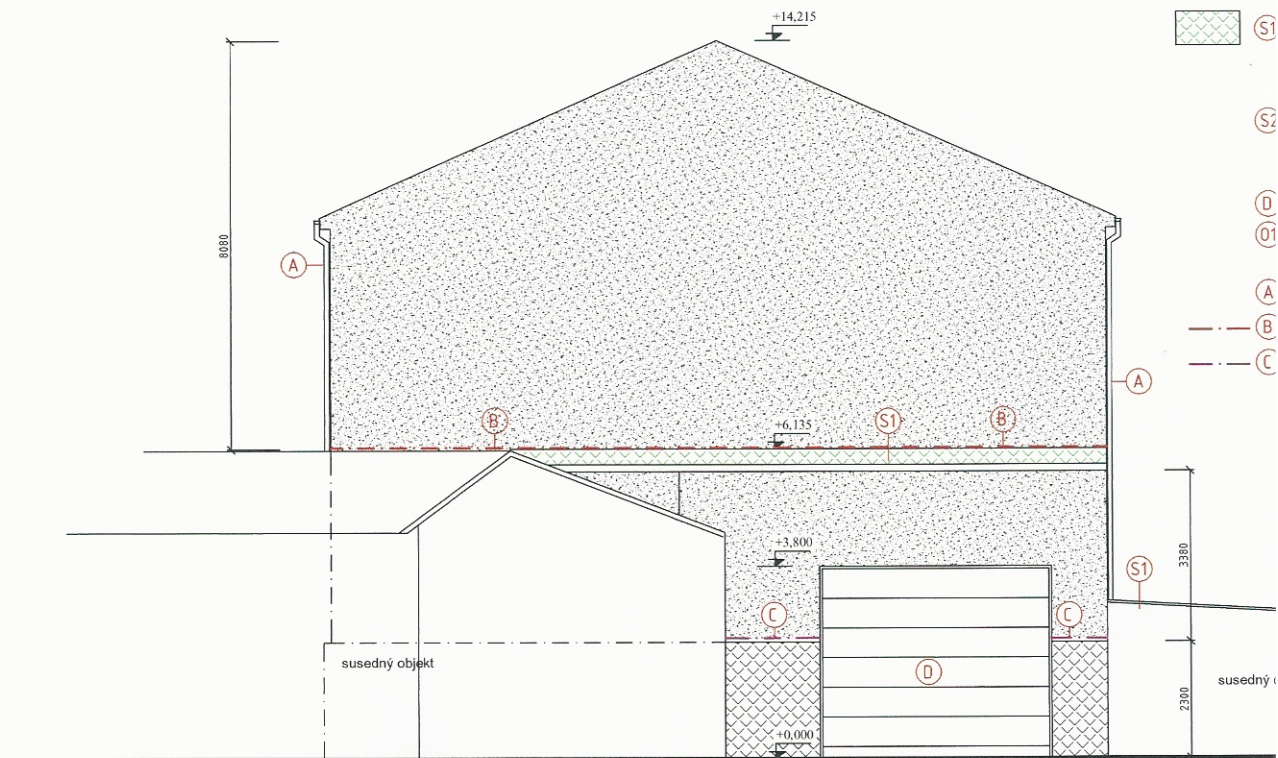 +14,215
S1
S2
D
01
A
B
C
8080
A
A
B
+6,135
S1
B
+3,800
3380
S1
C
C
susedný objekt
D
susedný
2300
+0,000